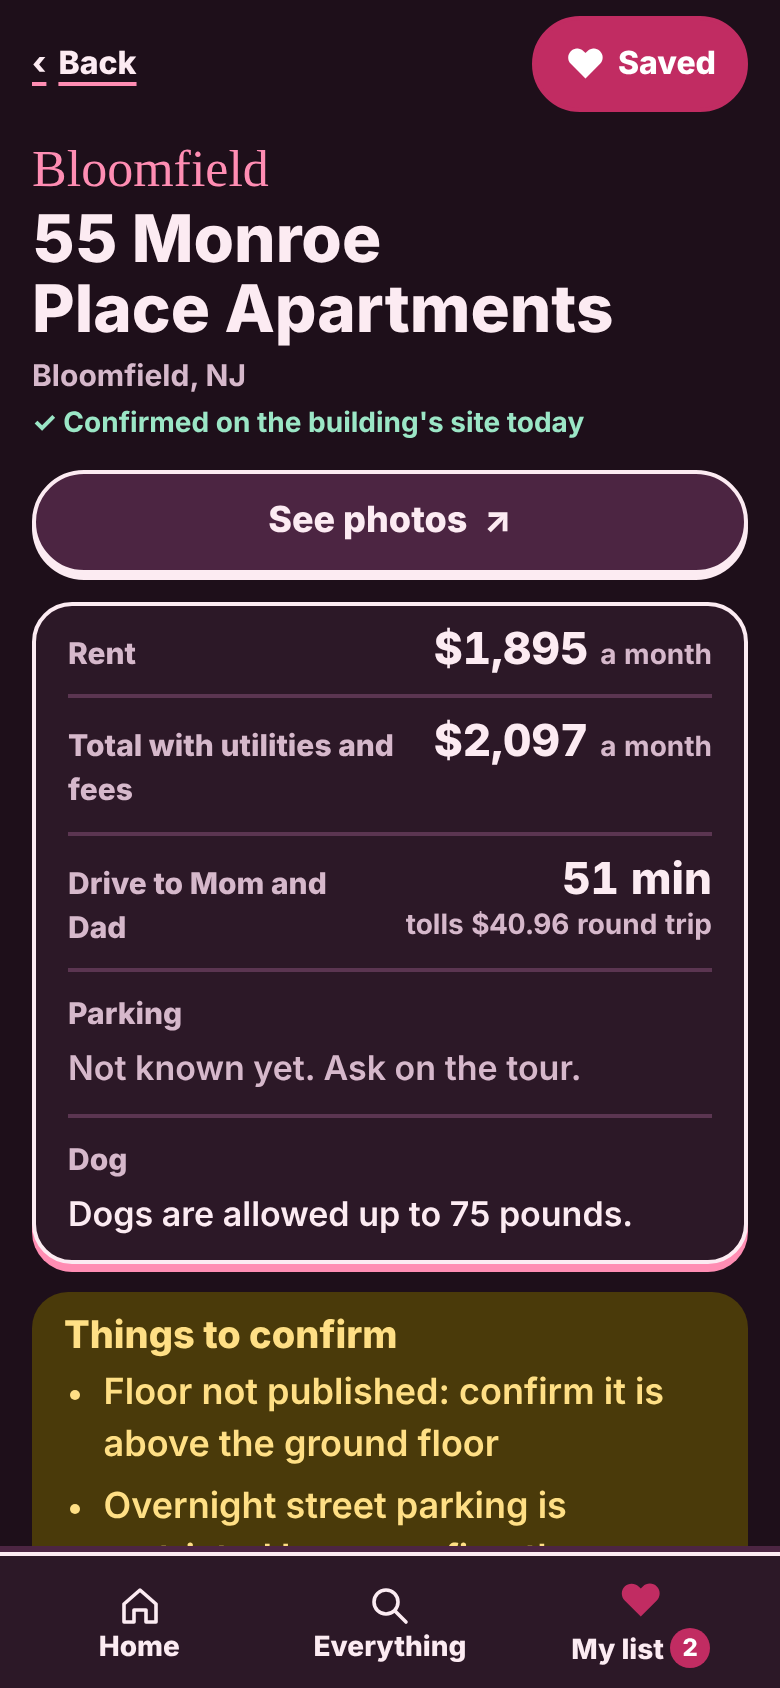 ‹ Back
Saved
Bloomfield
55 Monroe
Place Apartments
Bloomfield, NJ
✓ Confirmed on the building's site today
See photos ↗
Rent $1,895 a month
Total with utilities and $2,097 a month
fees
Drive to Mom and 51 min
Dad tolls $40.96 round trip
Parking
Not known yet. Ask on the tour.
Dog
Dogs are allowed up to 75 pounds.
Things to confirm
• Floor not published: confirm it is
above the ground floor
• Overnight street parking is
Home
Everything
My list 2